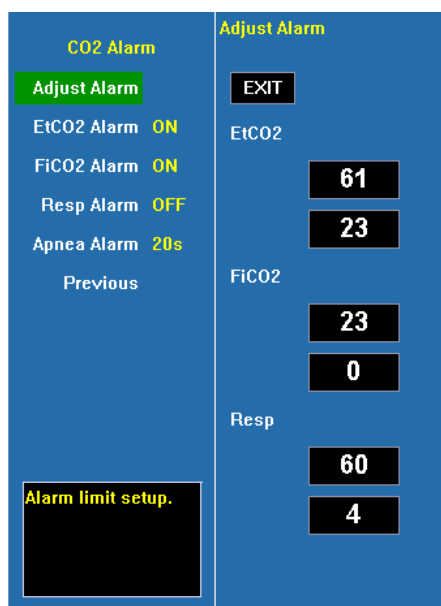 CO2 Alarm
Adjust Alarm
EtCO2 Alarm ON
FiCO2 Alarm ON
Resp Alarm OFF
Apnea Alarm 20s
Previous
Alarm limit setup.
Adjust Alarm
EXIT
EtCO2
61
23
FiCO2
23
0
Resp
60
4